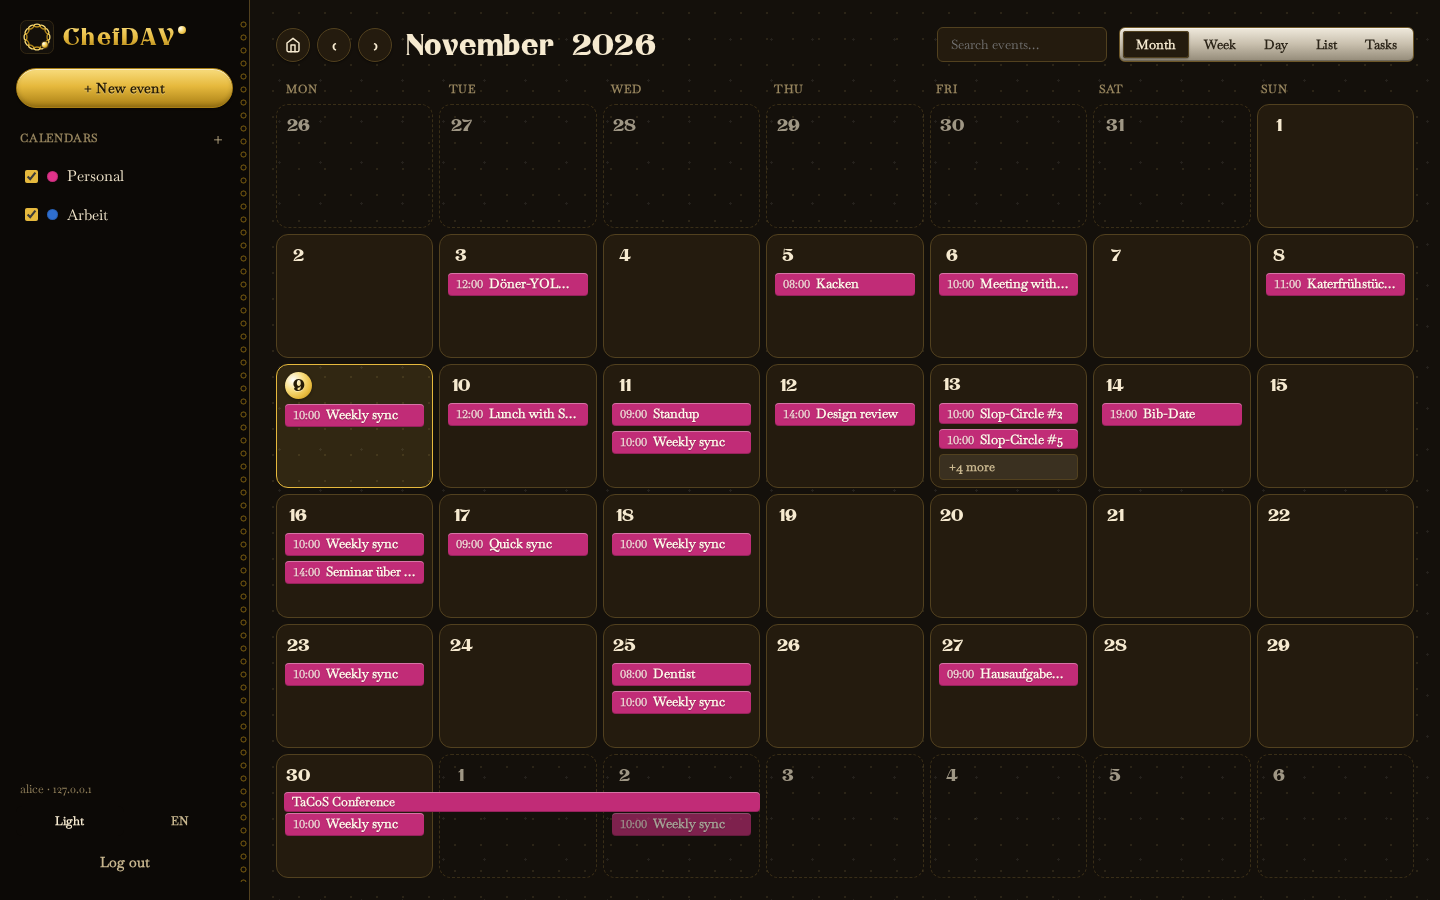 ChefDAV
November 2026
Search events...
Month Week Day List Tasks
+ New event
CALENDARS +
Personal
Arbeit
MON TUE WED THU FRI SAT SUN
26 27 28 29 30 31 1
2 3 4 5 6 7 8
12:00 Döner-YOL...
08:00 Kacken
10:00 Meeting with...
11:00 Katerfrühstüc...
9 10 11 12 13 14 15
10:00 Weekly sync
12:00 Lunch with S...
09:00 Standup
10:00 Weekly sync
14:00 Design review
10:00 Slop-Circle #2
10:00 Slop-Circle #5
+4 more
19:00 Bib-Date
16 17 18 19 20 21 22
10:00 Weekly sync
14:00 Seminar über ...
09:00 Quick sync
10:00 Weekly sync
23 24 25 26 27 28 29
10:00 Weekly sync
08:00 Dentist
10:00 Weekly sync
09:00 Hausaufgabe...
30 1 2 3 4 5 6
TaCoS Conference
10:00 Weekly sync
10:00 Weekly sync
alice · 127.0.0.1
Light EN
Log out